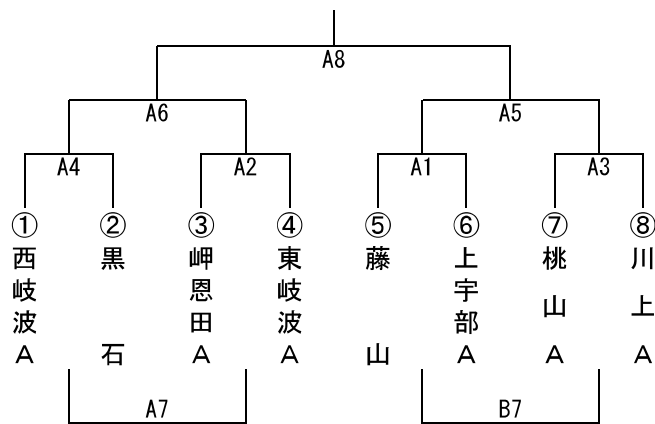 A8
A6
A5
A4
A2
A1
A3
①西岐波A
②黒石
③岬恩田A
④東岐波A
⑤藤山
⑥上宇部A
⑦桃山A
⑧川上A
A7
B7